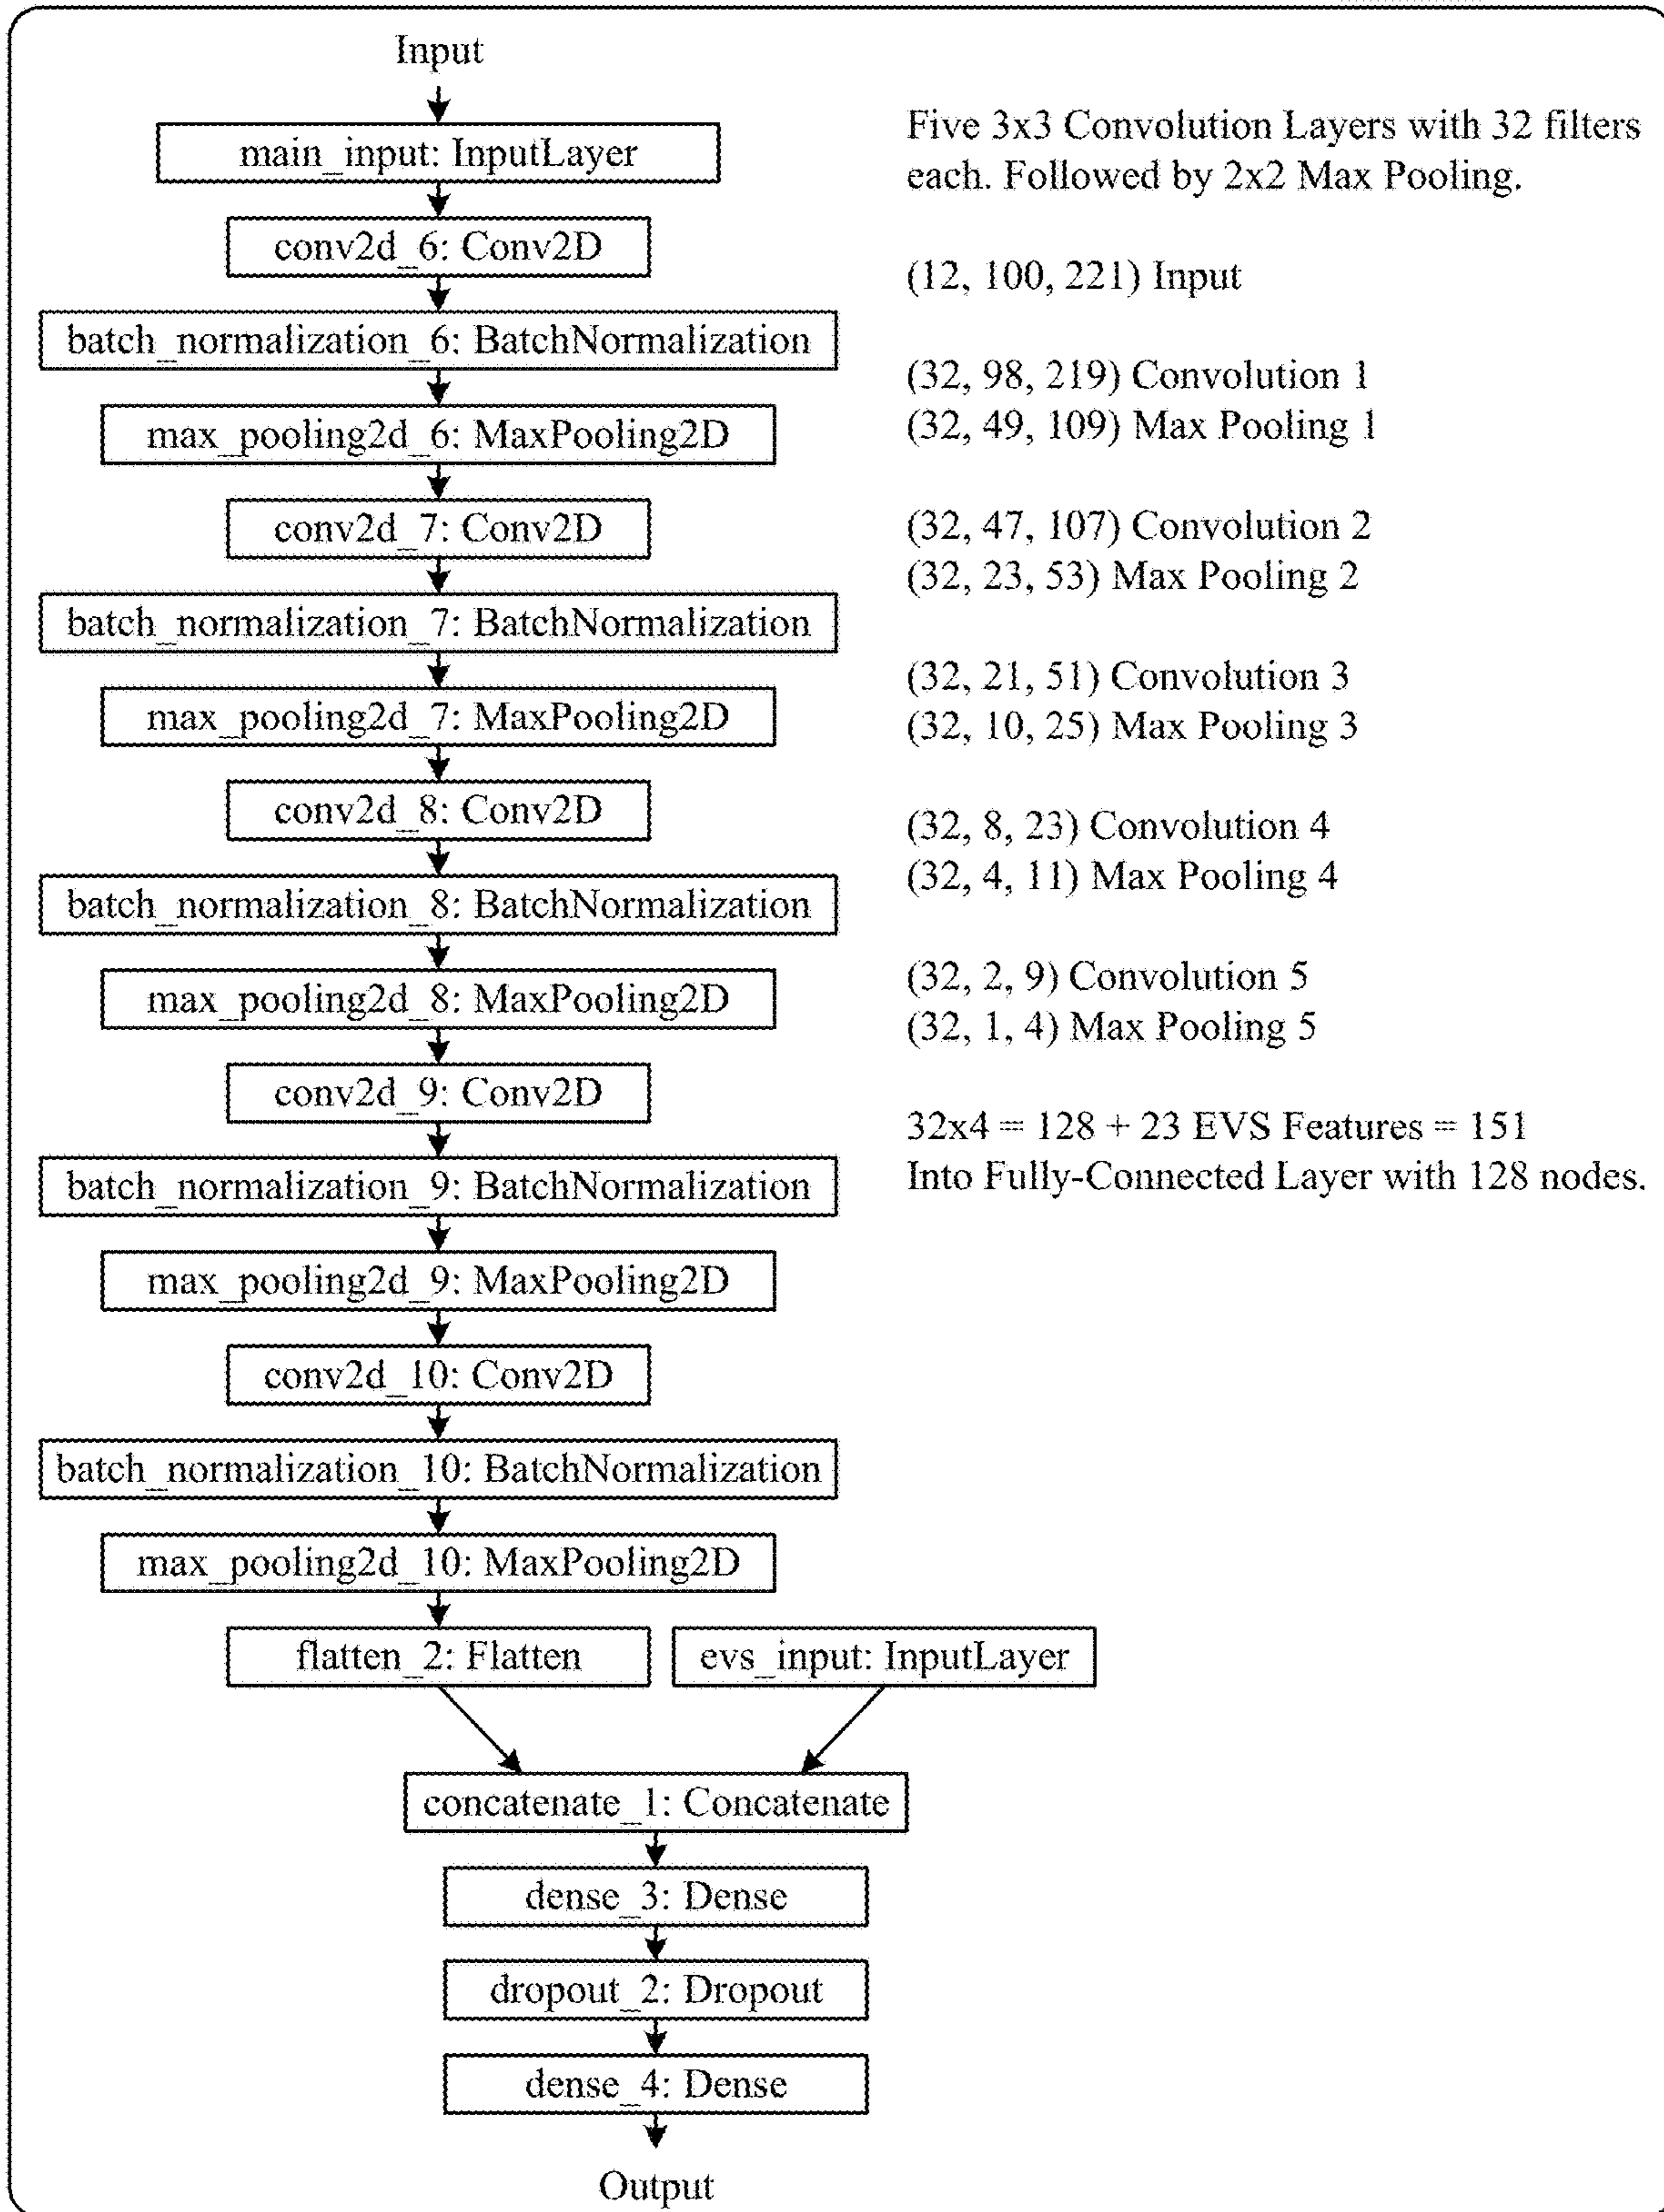 Input
main_input: InputLayer
conv2d_6: Conv2D
batch_normalization_6: BatchNormalization
max_pooling2d_6: MaxPooling2D
conv2d_7: Conv2D
batch_normalization_7: BatchNormalization
max_pooling2d_7: MaxPooling2D
conv2d_8: Conv2D
batch_normalization_8: BatchNormalization
max_pooling2d_8: MaxPooling2D
conv2d_9: Conv2D
batch_normalization_9: BatchNormalization
max_pooling2d_9: MaxPooling2D
conv2d_10: Conv2D
batch_normalization_10: BatchNormalization
max_pooling2d_10: MaxPooling2D
flatten_2: Flatten
evs_input: InputLayer
concatenate_1: Concatenate
dense_3: Dense
dropout_2: Dropout
dense_4: Dense
Output
Five 3x3 Convolution Layers with 32 filters
each. Followed by 2x2 Max Pooling.
(12, 100, 221) Input
(32, 98, 219) Convolution 1
(32, 49, 109) Max Pooling 1
(32, 47, 107) Convolution 2
(32, 23, 53) Max Pooling 2
(32, 21, 51) Convolution 3
(32, 10, 25) Max Pooling 3
(32, 8, 23) Convolution 4
(32, 4, 11) Max Pooling 4
(32, 2, 9) Convolution 5
(32, 1, 4) Max Pooling 5
32x4 = 128 + 23 EVS Features = 151
Into Fully-Connected Layer with 128 nodes.